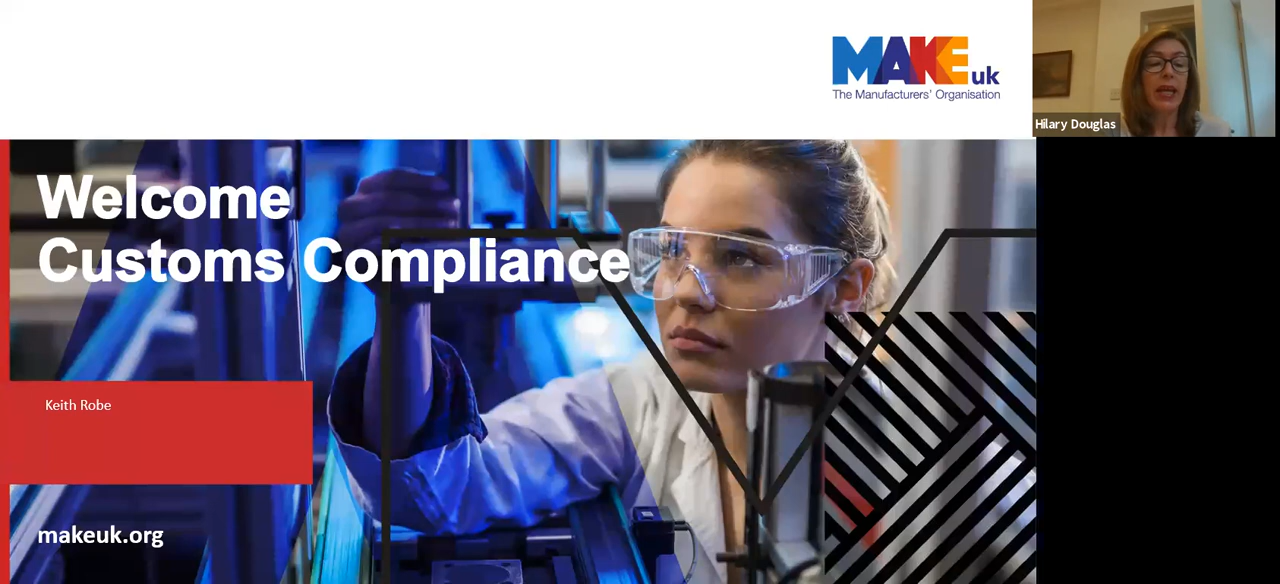 MAKE uk
The Manufacturers' Organisation
Hilary Douglas
Welcome
Customs Compliance
Keith Robe
makeuk.org